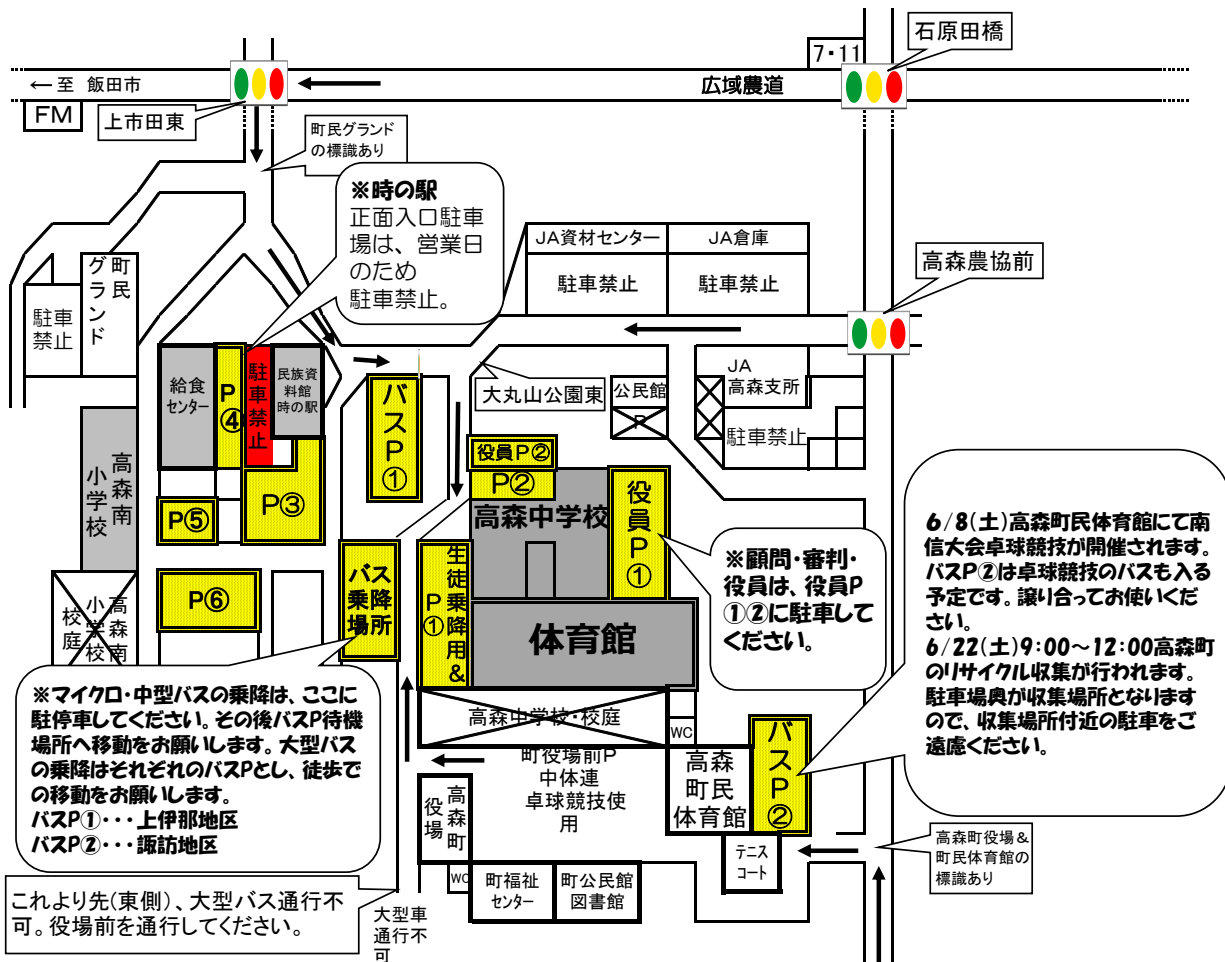 石原田橋
7・11
← 至 飯田市
広域農道
FM
上市田東
町民グランド
の標識あり
※時の駅
正面入口駐車
場は、営業日
のため
駐車禁止。
JA資材センター
JA倉庫
駐車禁止
駐車禁止
高森農協前
町民
グランド
駐車
禁止
給食
センター
P④
駐車禁止
民族資
料館
時の駅
バスP①
大丸山公園東
公民館
P
JA
高森支所
駐車禁止
役員P②
P②
P③
高森南
小学校
P⑤
高森中学校
役員P①
6/8(土)高森町民体育館にて南
信大会卓球競技が開催されます。
バスP②は卓球競技のバスも入る
予定です。譲り合ってお使いくだ
さい。
6/22(土)9:00～12:00高森町
のリサイクル収集が行われます。
駐車場奥が収集場所となります
ので、収集場所付近の駐車をご
遠慮ください。
※顧問・審判・
役員は、役員P
①②に駐車して
ください。
バス
乗降
場所
生徒乗降用&
P①
P⑥
高森南
小学校
校庭
体育館
※マイクロ・中型バスの乗降は、ここに
駐停車してください。その後バスP待機
場所へ移動をお願いします。大型バス
の乗降はそれぞれのバスPとし、徒歩で
の移動をお願いします。
バスP①・・・上伊那地区
バスP②・・・諏訪地区
高森中学校・校庭
WC
町役場前P
中体連
卓球競技使
用
高森
町民
体育館
バスP②
高森町
役場
テニス
コート
高森町役場&
町民体育館の
標識あり
WC
町福祉
センター
町公民館
図書館
これより先(東側)、大型バス通行不
可。役場前を通行してください。
大型車
通行不
可